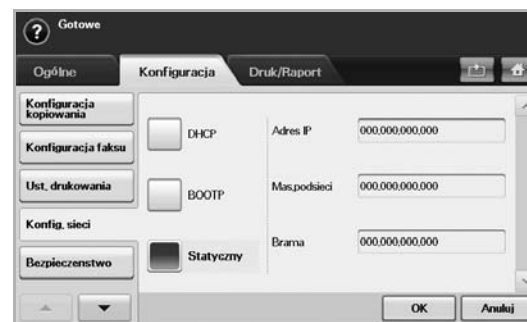 Gotowe
Ogólne
Konfiguracja
Druk/Raport
Konfiguracja
kopiowania
Konfiguracja faksu
Ust. drukowania
Konfig. sieci
Bezpieczenstwo
DHCP
BOOTP
Statyczny
Adres IP
000,000,000,000
Mas,podsieci
000,000,000,000
Brama
000,000,000,000
OK
Anuluj